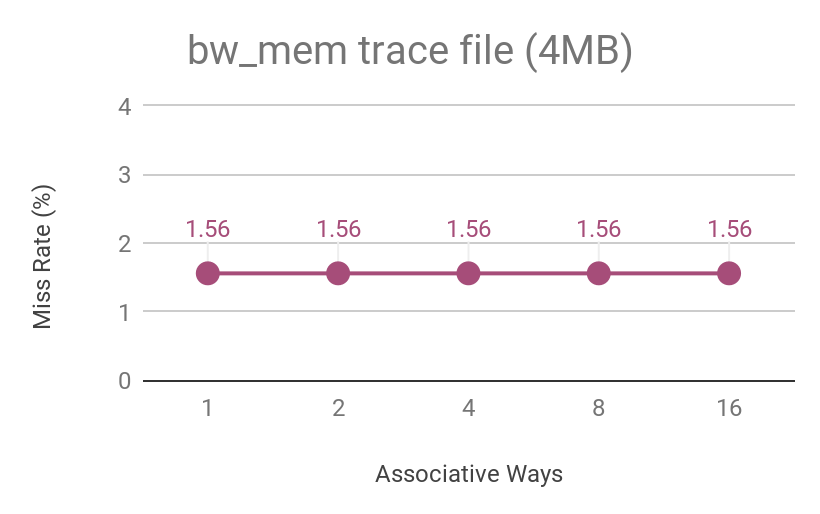 bw_mem trace file (4MB)
Miss Rate (%)
4
3
2
1
0
1.56 1.56 1.56 1.56 1.56
1 2 4 8 16
Associative Ways